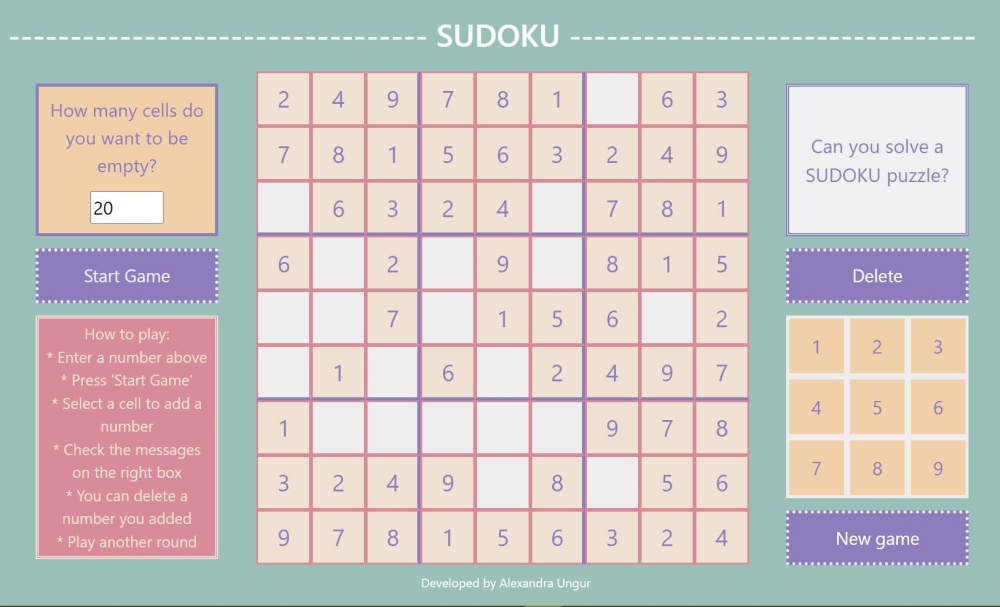 SUDOKU
How many cells do
you want to be
empty?
20
Start Game
How to play:
* Enter a number above
* Press 'Start Game'
* Select a cell to add a
number
* Check the messages
on the right box
* You can delete a
number you added
* Play another round
2 4 9 7 8 1 6 3
7 8 1 5 6 3 2 4 9
6 3 2 4 7 8 1
6 2 9 8 1 5
7 1 5 6 2
1 6 2 4 9 7
1 9 7 8
3 2 4 9 8 5 6
9 7 8 1 5 6 3 2 4
Can you solve a
SUDOKU puzzle?
Delete
1 2 3
4 5 6
7 8 9
New game
Developed by Alexandra Ungur